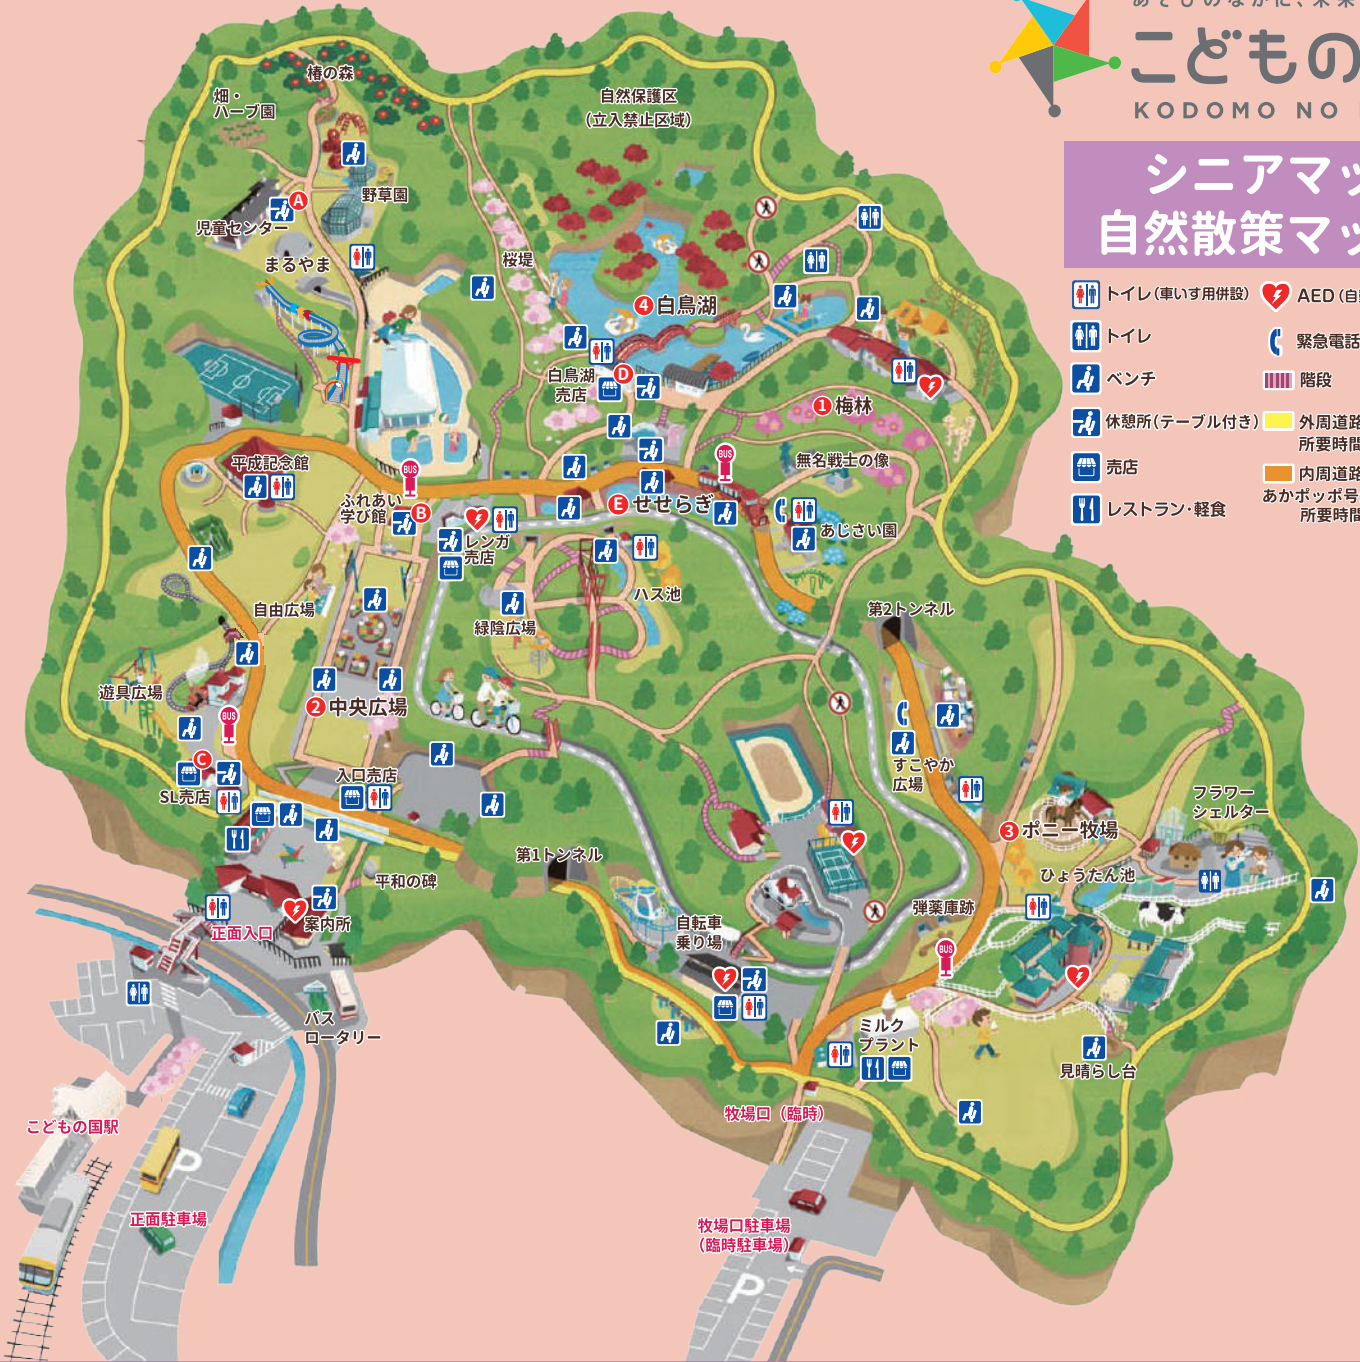 こどもの
KODOMO NO
シニアマッ
自然散策マッ
トイレ（車いす用併設）
AED（自
トイレ
緊急電話
ベンチ
階段
休憩所（テーブル付き）
外周道路
所要時間
売店
内周道路
あかポッポ号
所要時間
レストラン・軽食
椿の森
畑・
ハーブ園
自然保護区
（立入禁止区域）
野草園
A
児童センター
まるやま
桜堤
4 白鳥湖
白鳥湖
売店
D
1 梅林
無名戦士の像
BUS
BUS
平成記念館
ふれあい
学び館
B
E せせらぎ
レンガ
売店
あじさい園
ハス池
自由広場
緑陰広場
第2トンネル
遊具広場
2 中央広場
BUS
C
SL売店
入口売店
すこやか
広場
3 ポニー牧場
フラワー
シェルター
ひょうたん池
第1トンネル
平和の碑
案内所
正面入口
自転車
乗り場
弾薬庫跡
BUS
バス
ロータリー
ミルク
プラント
見晴らし台
牧場口（臨時）
こどもの国駅
P
正面駐車場
牧場口駐車場
（臨時駐車場）
P